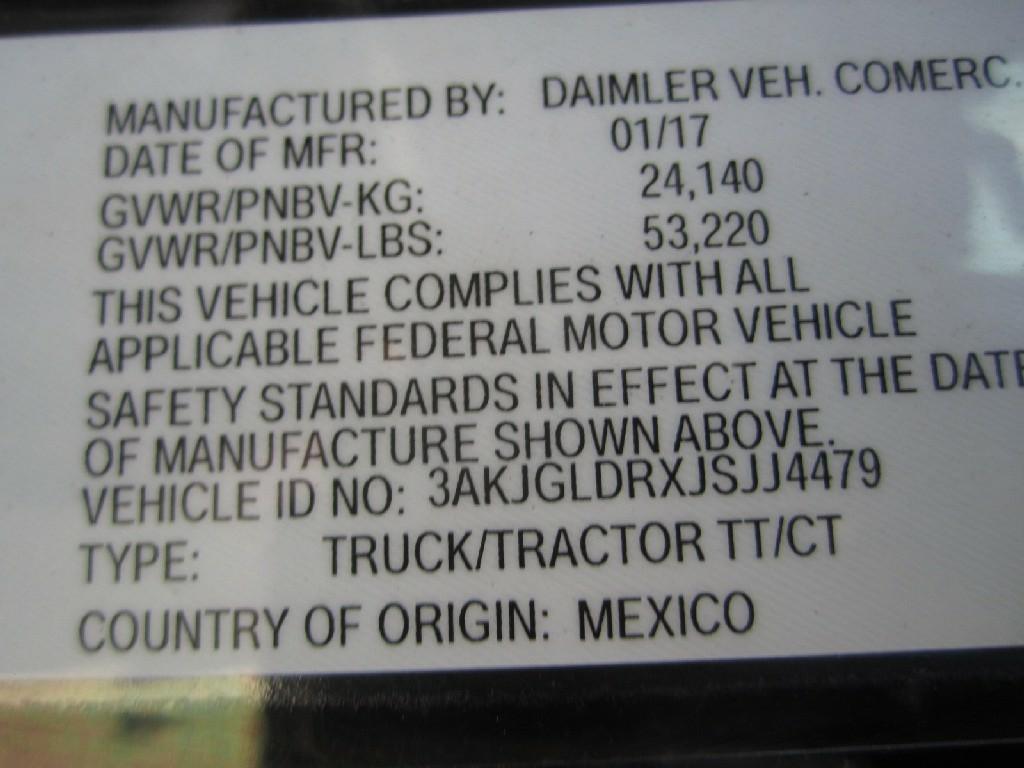 MANUFACTURED BY: DAIMLER VEH. COMERC.
DATE OF MFR: 01/17
GVWR/PNBV-KG: 24,140
GVWR/PNBV-LBS: 53,220
THIS VEHICLE COMPLIES WITH ALL
APPLICABLE FEDERAL MOTOR VEHICLE
SAFETY STANDARDS IN EFFECT AT THE DATE
OF MANUFACTURE SHOWN ABOVE.
VEHICLE ID NO: 3AKJGLDRXJSJJ4479
TYPE: TRUCK/TRACTOR TT/CT
COUNTRY OF ORIGIN: MEXICO